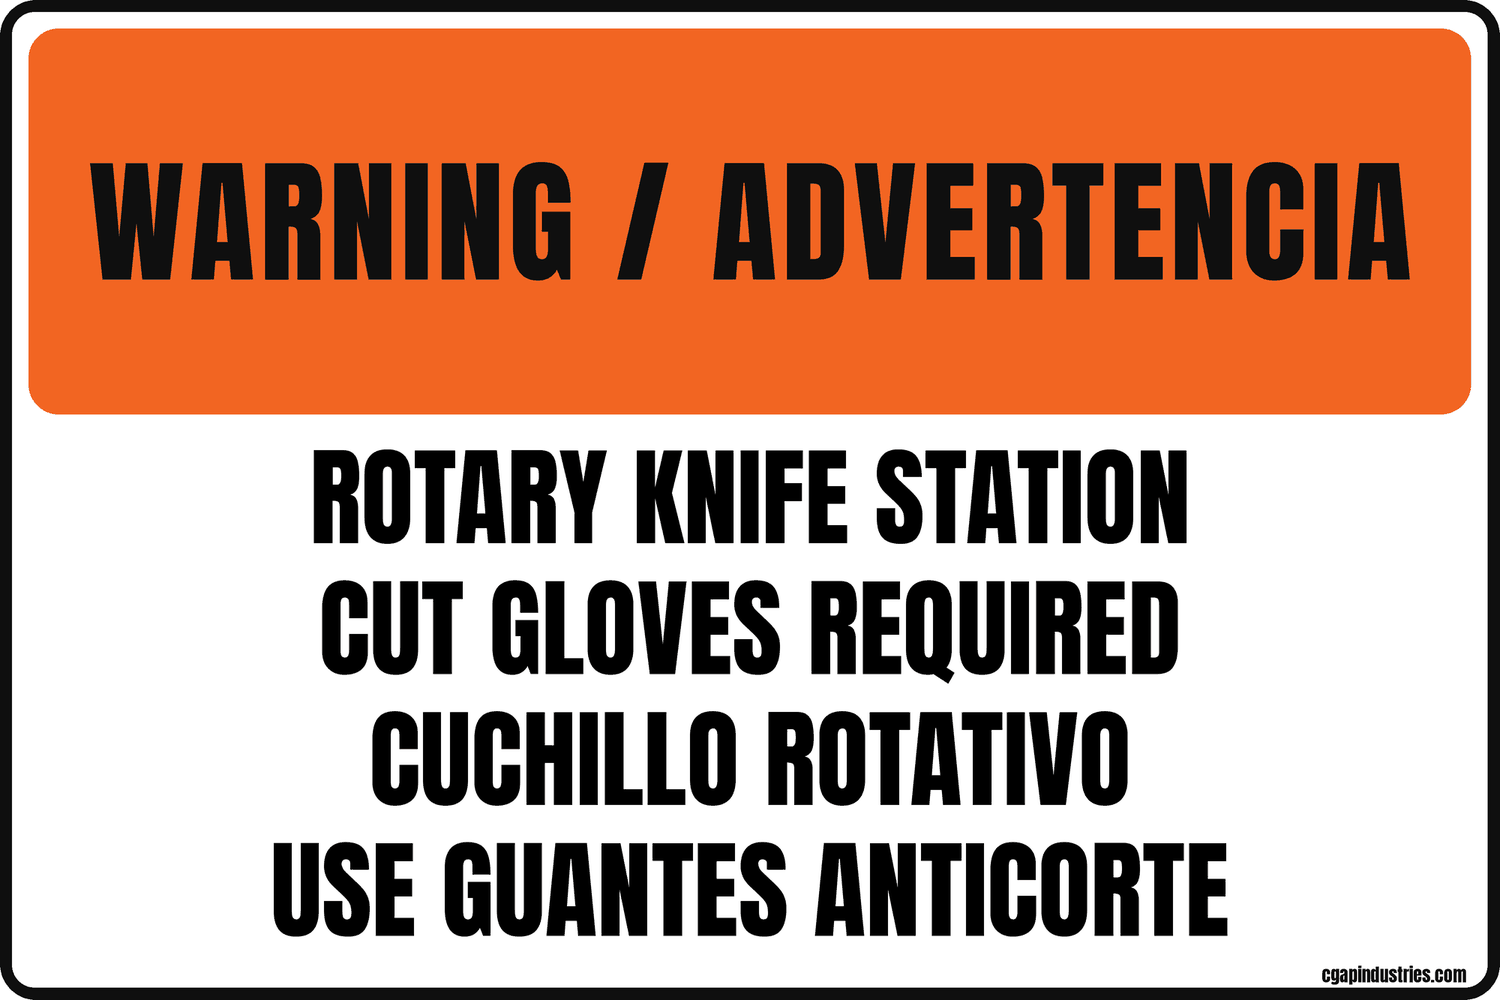 WARNING / ADVERTENCIA
ROTARY KNIFE STATION
CUT GLOVES REQUIRED
CUCHILLO ROTATIVO
USE GUANTES ANTICORTE
cgapindustries.com